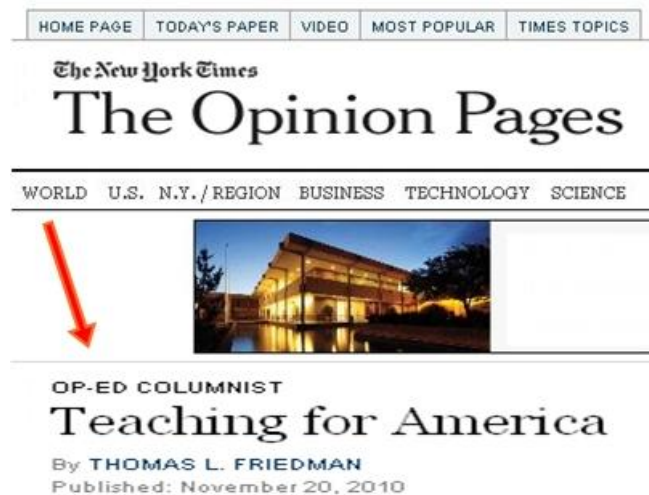 HOME PAGE TODAY'S PAPER VIDEO MOST POPULAR TIMES TOPICS
The New York Times
The Opinion Pages
WORLD U.S. N.Y. / REGION BUSINESS TECHNOLOGY SCIENCE
OP-ED COLUMNIST
Teaching for America
By THOMAS L. FRIEDMAN
Published: November 20, 2010